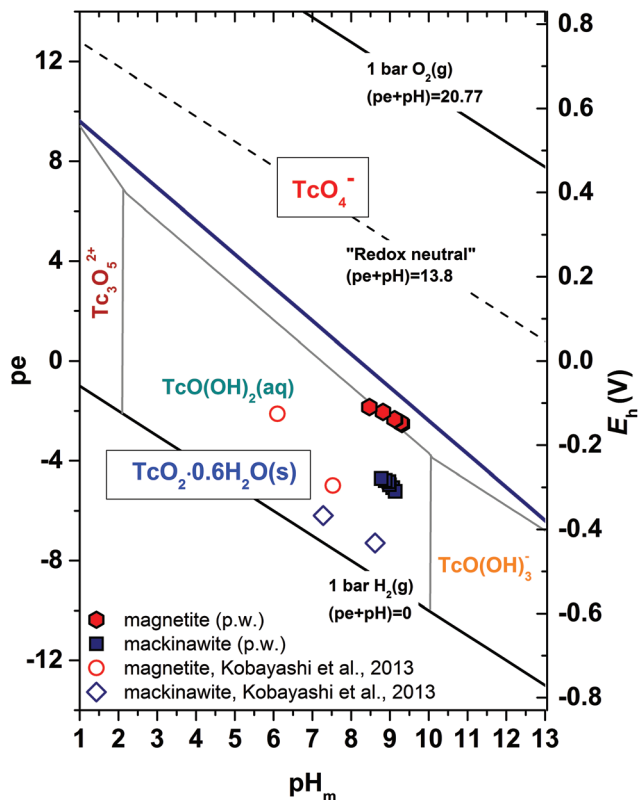 1 bar O2(g)
(pe+pH)=20.77
TcO4-
"Redox neutral"
(pe+pH)=13.8
Tc3O5 2+
TcO(OH)2(aq)
TcO2·0.6H2O(s)
TcO(OH)3-
1 bar H2(g)
(pe+pH)=0
magnetite (p.w.)
mackinawite (p.w.)
magnetite, Kobayashi et al., 2013
mackinawite, Kobayashi et al., 2013
12
8
4
0
-4
-8
-12
pe
0.8
0.6
0.4
0.2
0.0
-0.2
-0.4
-0.6
-0.8
Eh (V)
1 2 3 4 5 6 7 8 9 10 11 12 13
pHm